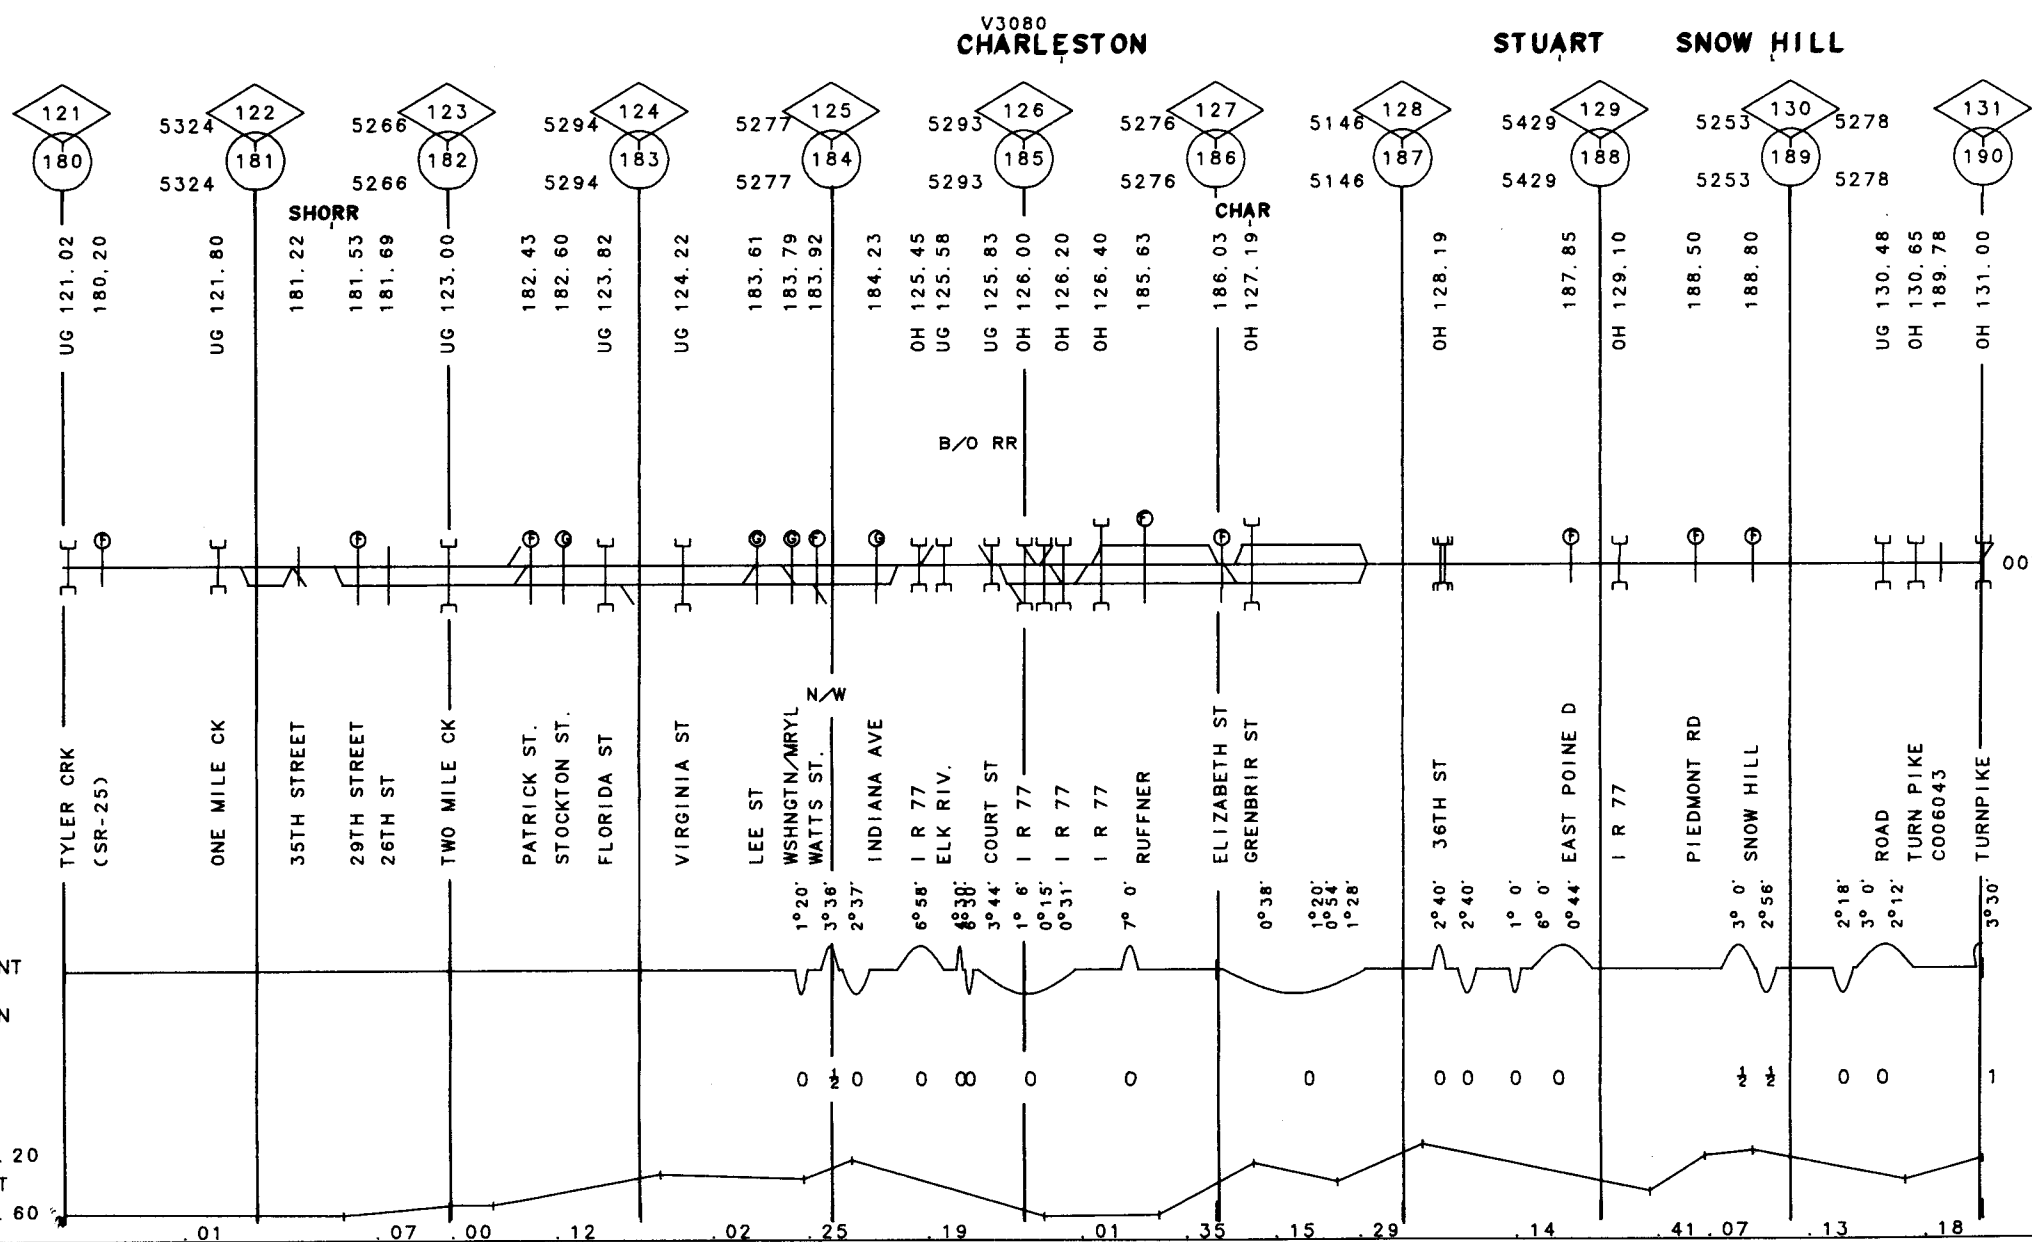 V3080
CHARLESTON STUART SNOW HILL
121 122 123 124 125 126 127 128 129 130 131
5324 5266 5294 5277 5293 5276 5146 5429 5253 5278
180 181 182 183 184 185 186 187 188 189 190
5324 5266 5294 5277 5293 5276 5146 5429 5253 5278
SHORR CHAR
UG 121.02
180.20
UG 121.80
181.22
181.53
181.69
UG 123.00
182.43
182.60
UG 123.82
UG 124.22
183.61
183.79
183.92
184.23
OH 125.45
UG 125.58
UG 125.83
OH 126.00
OH 126.20
OH 126.40
185.63
186.03
OH 127.19
OH 128.19
187.85
OH 129.10
188.50
188.80
UG 130.48
OH 130.65
189.78
OH 131.00
B/O RR
F F F G G G F G F F F F F
OO
N/W
TYLER CRK
(SR-25)
ONE MILE CK
35TH STREET
29TH STREET
26TH ST
TWO MILE CK
PATRICK ST.
STOCKTON ST.
FLORIDA ST
VIRGINIA ST
LEE ST
WSHNGTN/MRYL
WATTS ST.
INDIANA AVE
I R 77
ELK RIV.
COURT ST
I R 77
I R 77
I R 77
RUFFNER
ELIZABETH ST
GRENBRIR ST
36TH ST
EAST POINE D
I R 77
PIEDMONT RD
SNOW HILL
ROAD
TURN PIKE
COO6043
TURNPIKE
1°20'
3°36'
2°37'
6°58'
6°30'
3°44'
1° 6'
0°15'
0°31'
7° 0'
0°38'
1°20'
0°54'
1°28'
2°40'
2°40'
1° 0'
6° 0'
0°44'
3° 0'
2°56'
2°18'
3° 0'
2°12'
3°30'
NT
N
0 ½ 0 0 0 0 0 0 0 0 0 0 0 ½ ½ 0 0 1
.20
T
.60
.01 .07 .00 .12 .02 .25 .19 .01 .35 .15 .29 .14 .41 .07 .13 .18